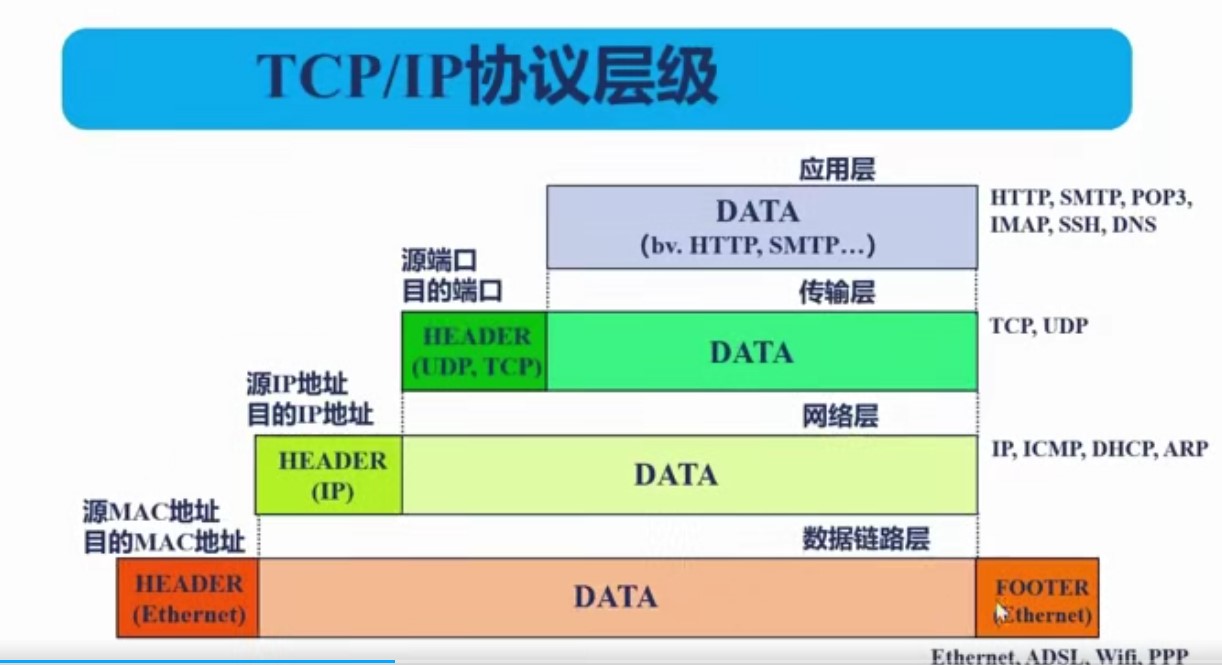 TCP/IP协议层级
应用层
DATA
(bv. HTTP, SMTP…)
HTTP, SMTP, POP3,
IMAP, SSH, DNS
源端口
目的端口
传输层
HEADER
(UDP, TCP)
DATA
TCP, UDP
源IP地址
目的IP地址
网络层
HEADER
(IP)
DATA
IP, ICMP, DHCP, ARP
源MAC地址
目的MAC地址
数据链路层
HEADER
(Ethernet)
DATA
FOOTER
(Ethernet)
Ethernet, ADSL, Wifi, PPP